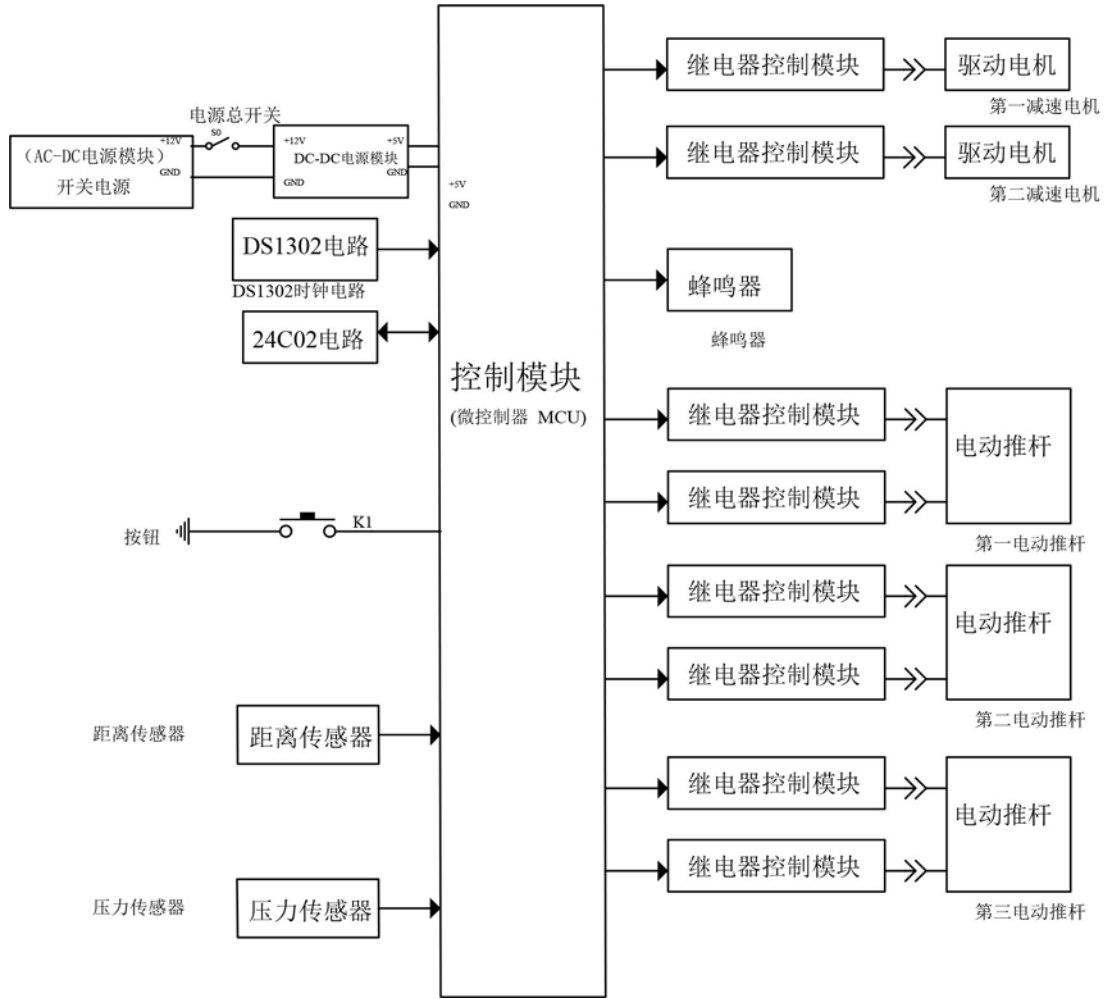 继电器控制模块
驱动电机
第一减速电机
电源总开关
S0
+12V
(AC-DC电源模块)
GND
开关电源
+12V
+5V
DC-DC电源模块
GND
GND
继电器控制模块
驱动电机
第二减速电机
+5V
GND
DS1302电路
DS1302时钟电路
蜂鸣器
蜂鸣器
24C02电路
控制模块
(微控制器 MCU)
继电器控制模块
电动推杆
继电器控制模块
第一电动推杆
按钮
K1
继电器控制模块
电动推杆
继电器控制模块
第二电动推杆
距离传感器
距离传感器
继电器控制模块
电动推杆
继电器控制模块
第三电动推杆
压力传感器
压力传感器